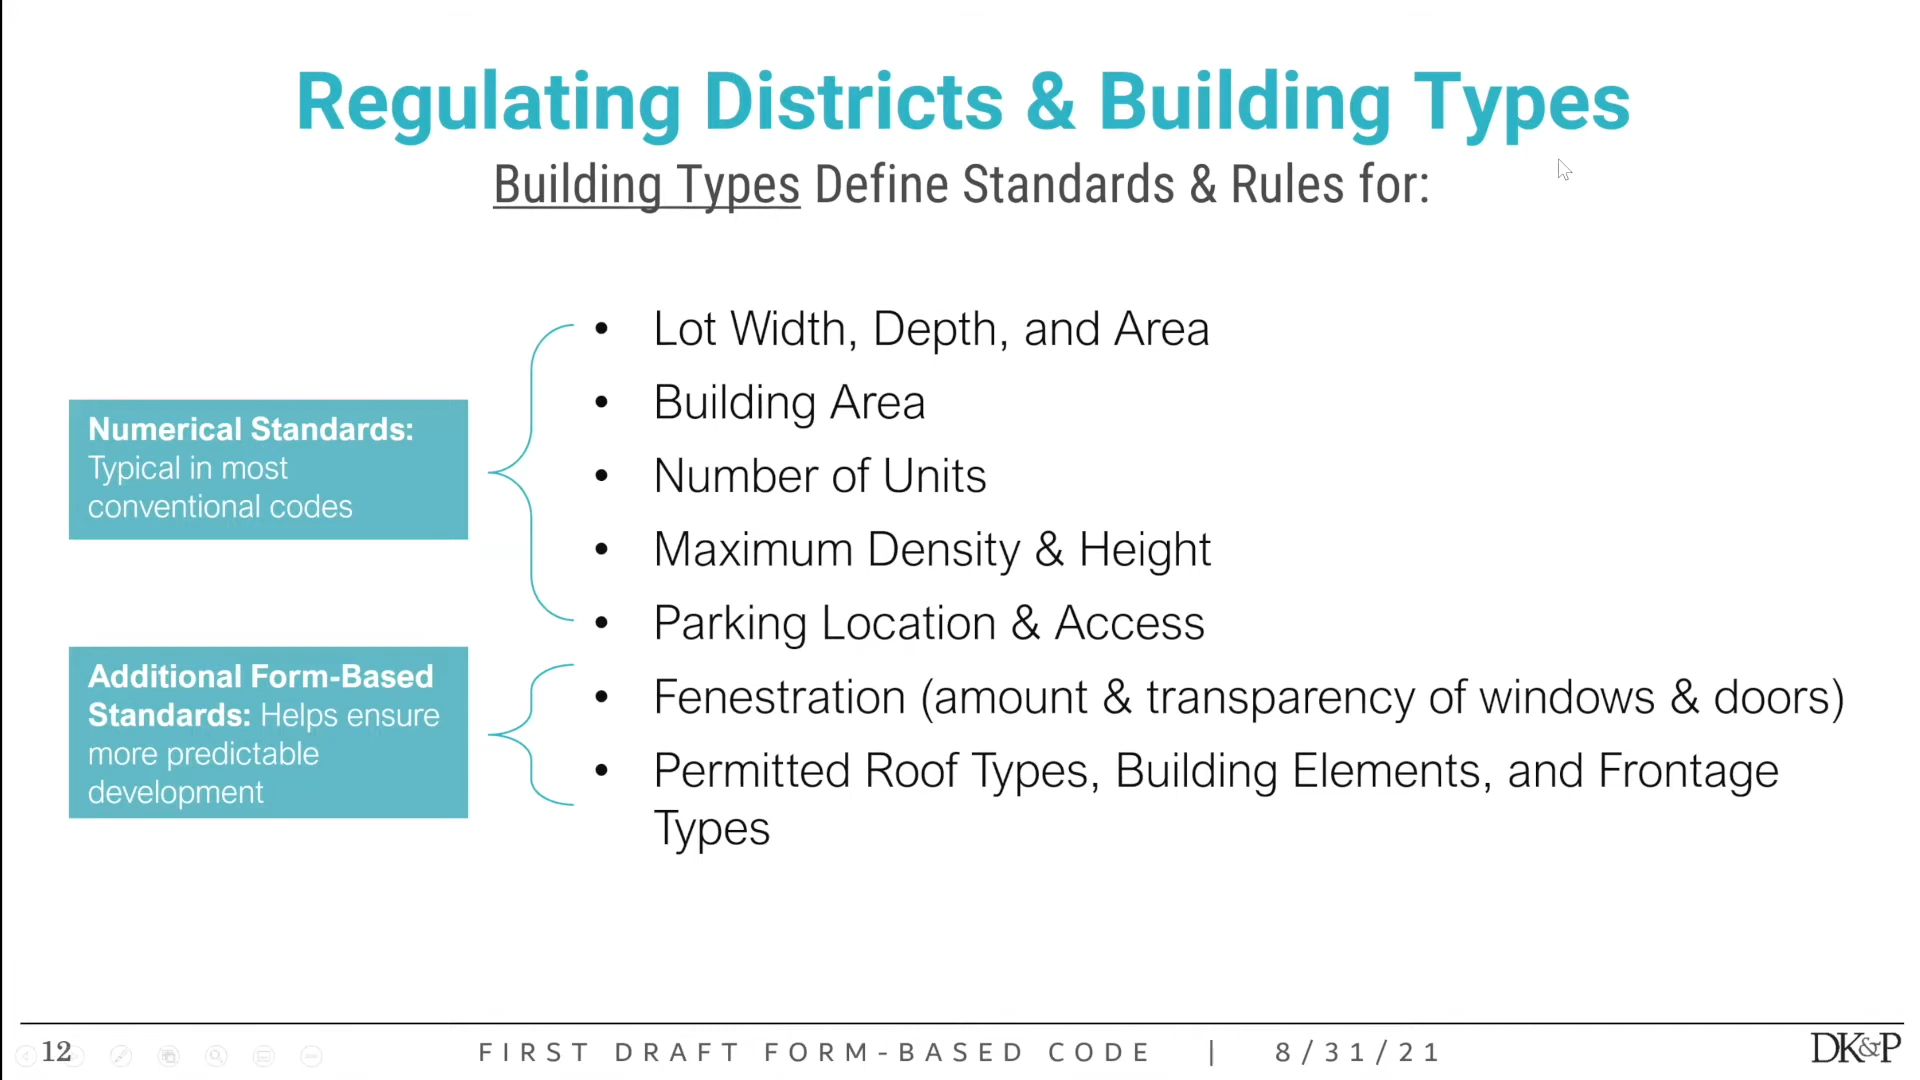 Regulating Districts & Building Types
Building Types Define Standards & Rules for:
Numerical Standards:
Typical in most
conventional codes
• Lot Width, Depth, and Area
• Building Area
• Number of Units
• Maximum Density & Height
• Parking Location & Access
Additional Form-Based
Standards: Helps ensure
more predictable
development
• Fenestration (amount & transparency of windows & doors)
• Permitted Roof Types, Building Elements, and Frontage
Types
12
FIRST DRAFT FORM-BASED CODE | 8/31/21
DK&P